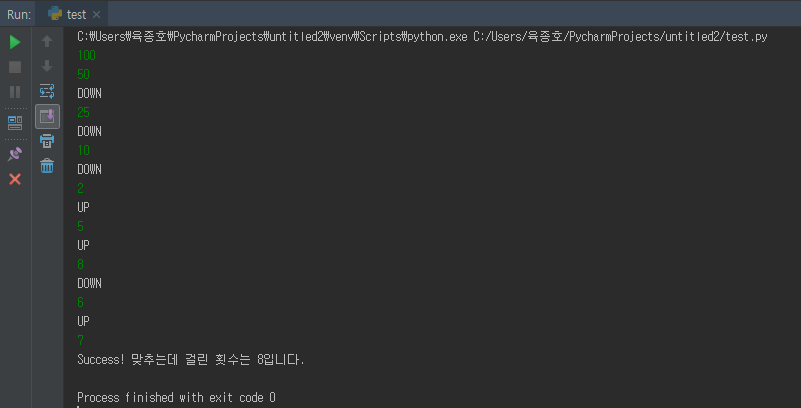 Run: test
C:₩Users₩육종호₩PycharmProjects₩untitled2₩venv₩Scripts₩python.exe C:/Users/육종호/PycharmProjects/untitled2/test.py
100
50
DOWN
25
DOWN
10
DOWN
2
UP
5
UP
8
DOWN
6
UP
7
Success! 맞추는데 걸린 횟수는 8입니다.
Process finished with exit code 0